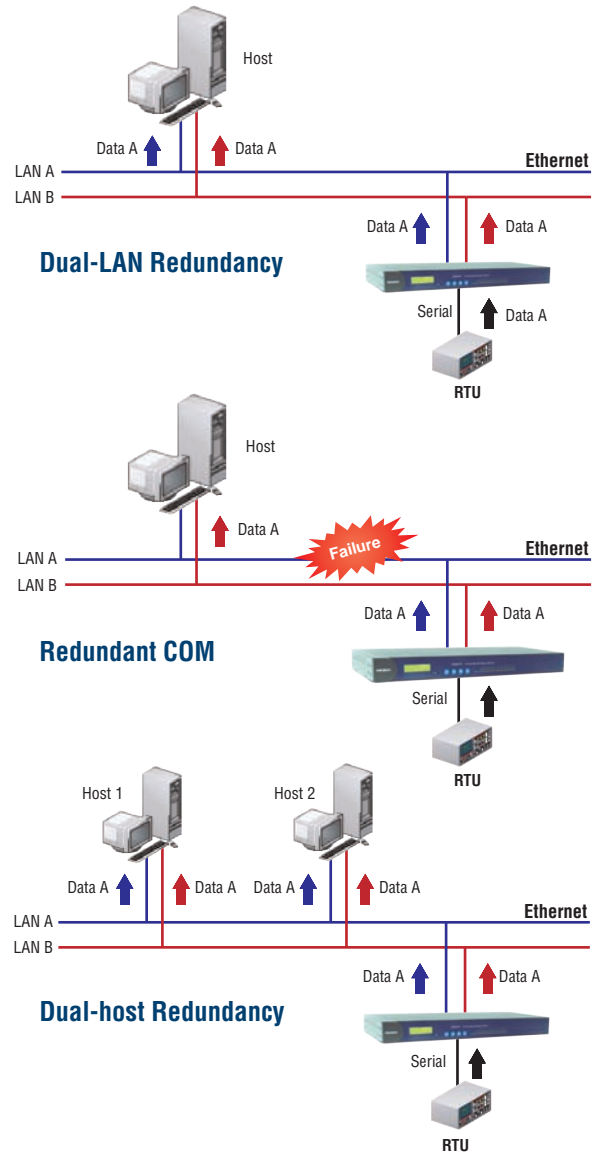 Host
Data A
Data A
LAN A
Ethernet
LAN B
Data A
Data A
Dual-LAN Redundancy
Serial
Data A
RTU
Host
Data A
Failure
LAN A
Ethernet
LAN B
Data A
Data A
Redundant COM
Serial
RTU
Host 1
Host 2
Data A
Data A
Data A
Data A
LAN A
Ethernet
LAN B
Data A
Data A
Dual-host Redundancy
Serial
RTU